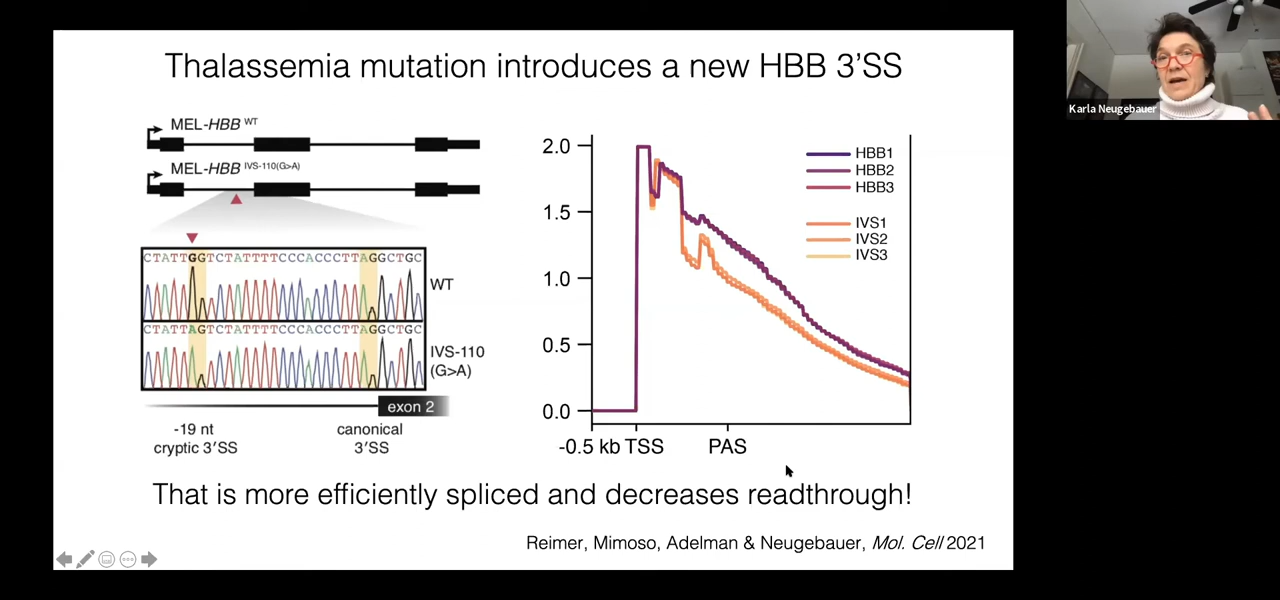 Thalassemia mutation introduces a new HBB 3'SS
MEL-HBB WT
MEL-HBB IVS-110(G>A)
CTATTGGTCTATTTTCCCACCCTTAGGCTGC
WT
CTATTAGTCTATTTTCCCACCCTTAGGCTGC
IVS-110
(G>A)
exon 2
-19 nt
cryptic 3'SS
canonical
3'SS
2.0
1.5
1.0
0.5
0.0
-0.5 kb TSS PAS
HBB1
HBB2
HBB3
IVS1
IVS2
IVS3
That is more efficiently spliced and decreases readthrough!
Reimer, Mimoso, Adelman & Neugebauer, Mol. Cell 2021
Karla Neugebauer